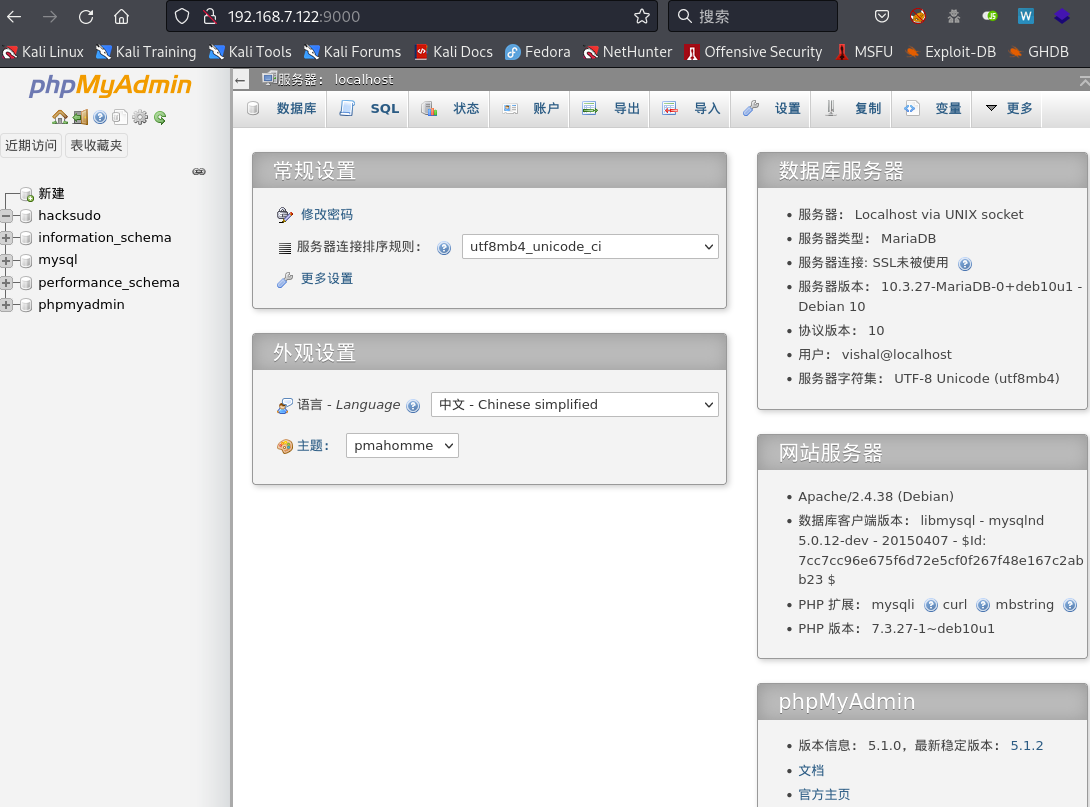 192.168.7.122:9000
搜索
Kali Linux
Kali Training
Kali Tools
Kali Forums
Kali Docs
Fedora
NetHunter
Offensive Security
MSFU
Exploit-DB
GHDB
phpMyAdmin
近期访问
表收藏夹
新建
hacksudo
information_schema
mysql
performance_schema
phpmyadmin
服务器: localhost
数据库
SQL
状态
账户
导出
导入
设置
复制
变量
更多
常规设置
修改密码
服务器连接排序规则:
utf8mb4_unicode_ci
更多设置
外观设置
语言 - Language
中文 - Chinese simplified
主题:
pmahomme
数据库服务器
服务器: Localhost via UNIX socket
服务器类型: MariaDB
服务器连接: SSL未被使用
服务器版本: 10.3.27-MariaDB-0+deb10u1 -
Debian 10
协议版本: 10
用户: vishal@localhost
服务器字符集: UTF-8 Unicode (utf8mb4)
网站服务器
Apache/2.4.38 (Debian)
数据库客户端版本: libmysql - mysqlnd
5.0.12-dev - 20150407 - $Id:
7cc7cc96e675f6d72e5cf0f267f48e167c2ab
b23 $
PHP 扩展: mysqli curl mbstring
PHP 版本: 7.3.27-1~deb10u1
phpMyAdmin
版本信息: 5.1.0，最新稳定版本: 5.1.2
文档
官方主页